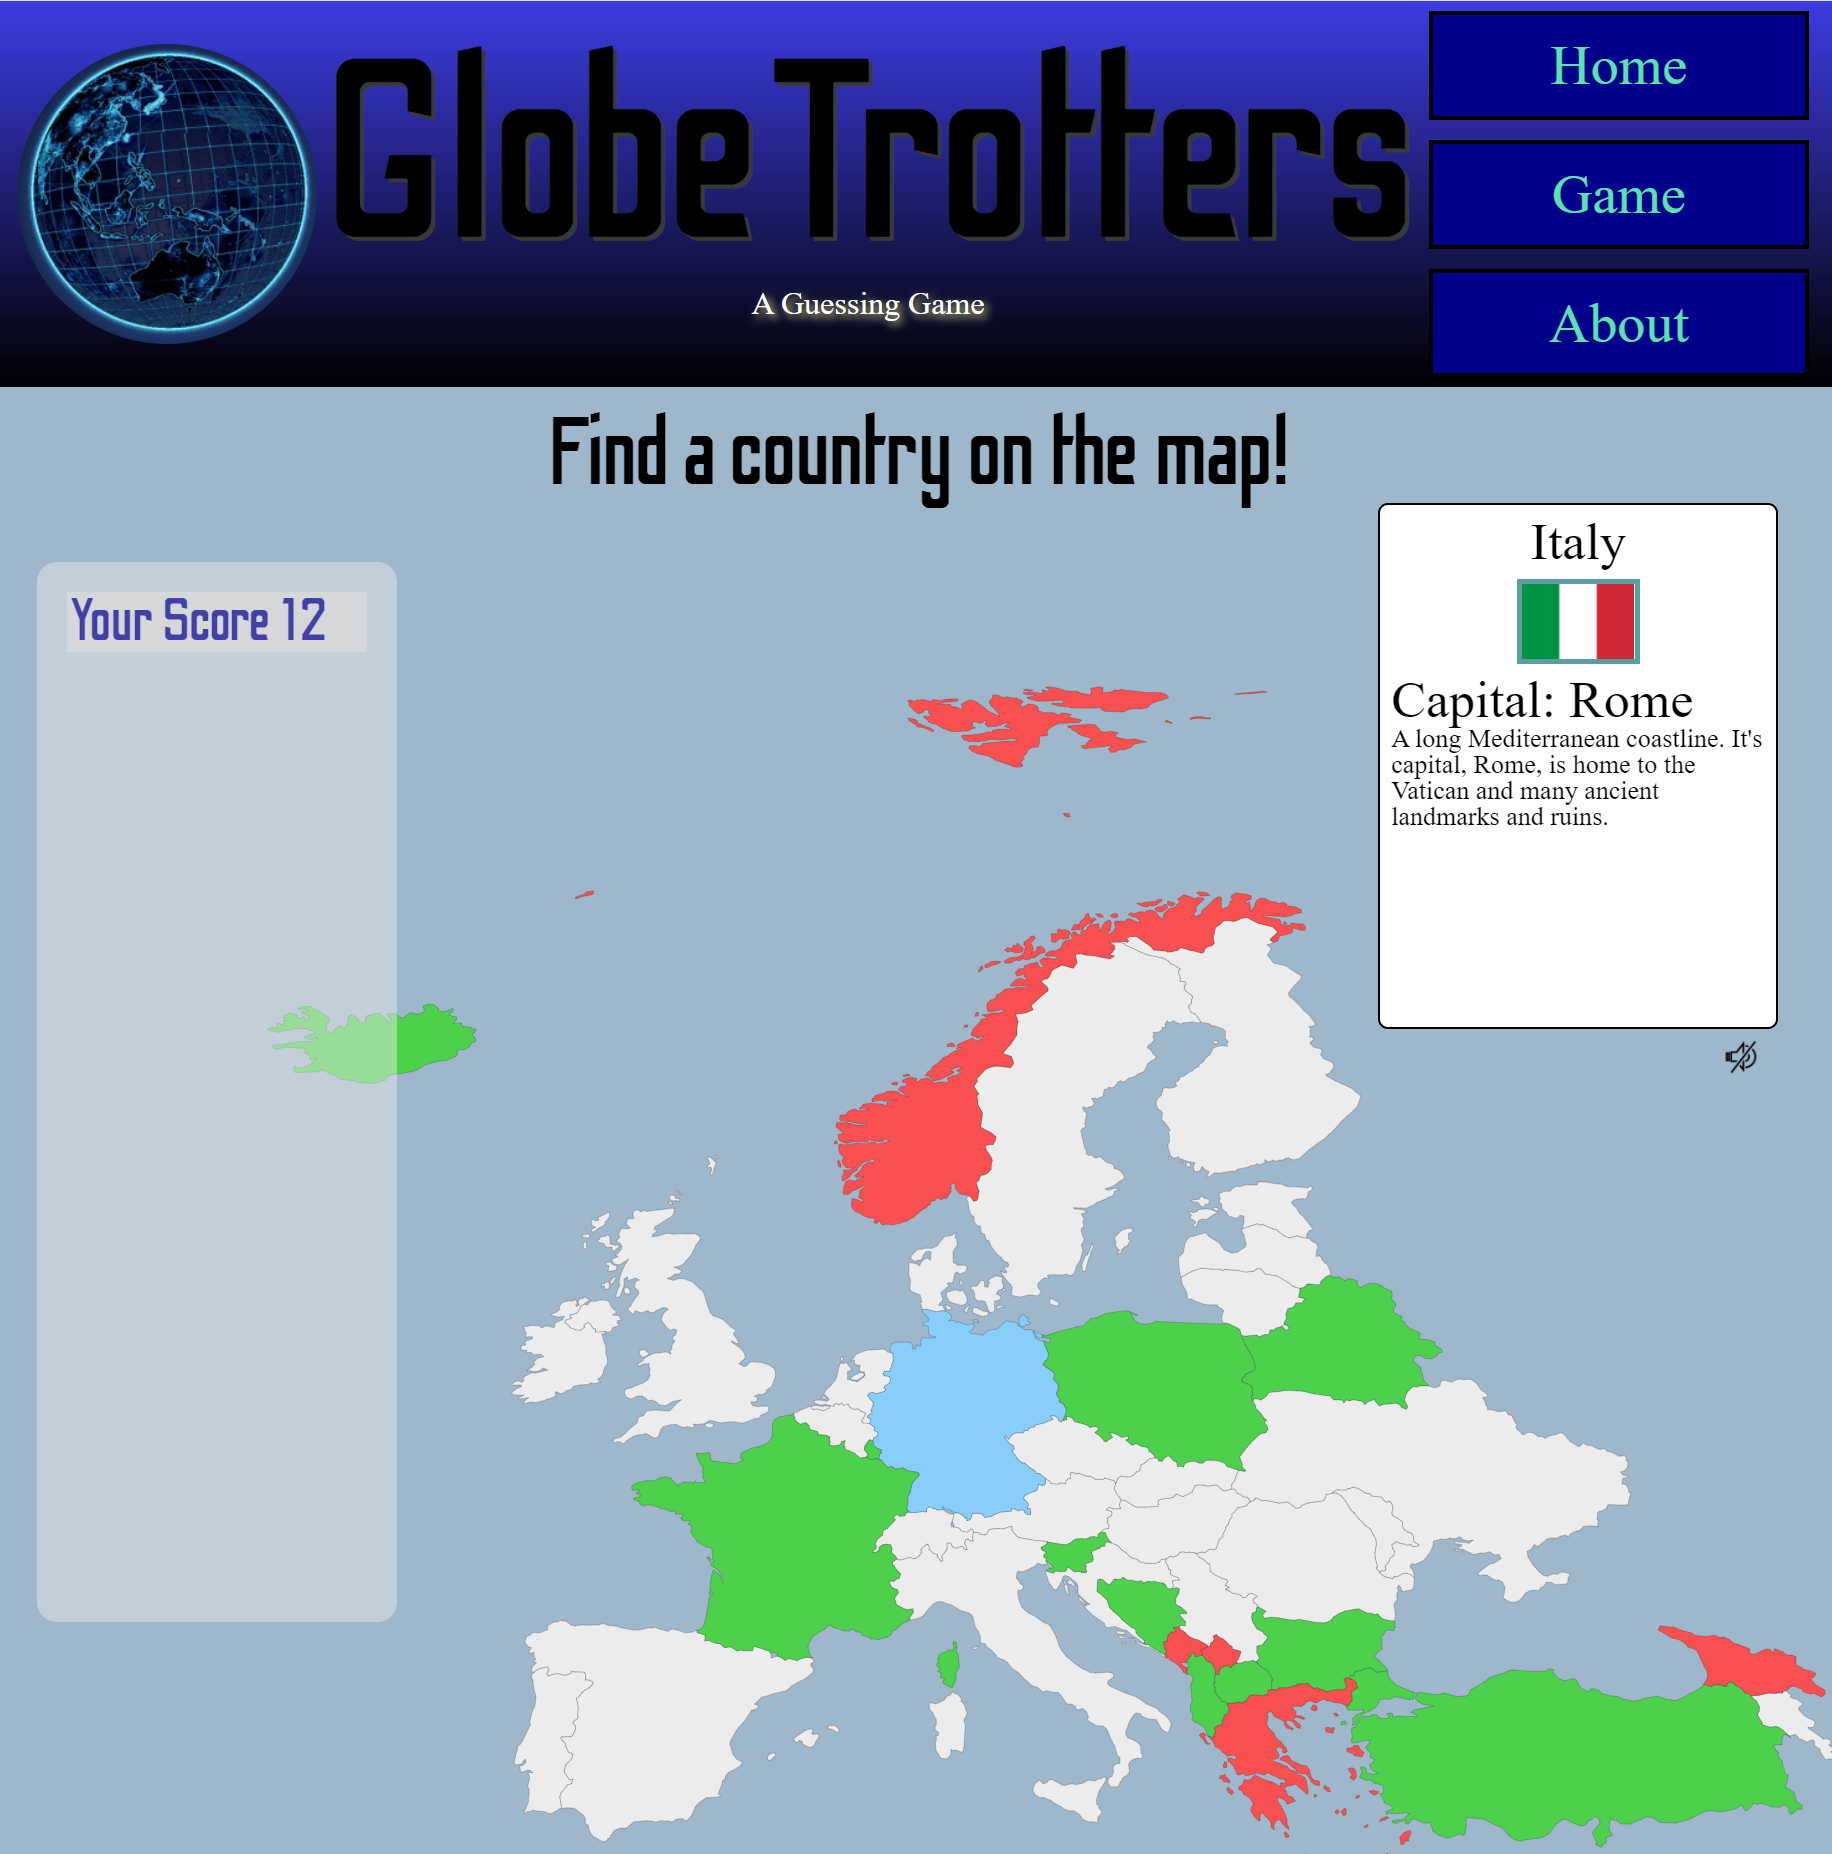 Globe Trotters
A Guessing Game
Home
Game
About
Find a country on the map!
Your Score 12
Italy
Capital: Rome
A long Mediterranean coastline. It's
capital, Rome, is home to the
Vatican and many ancient
landmarks and ruins.